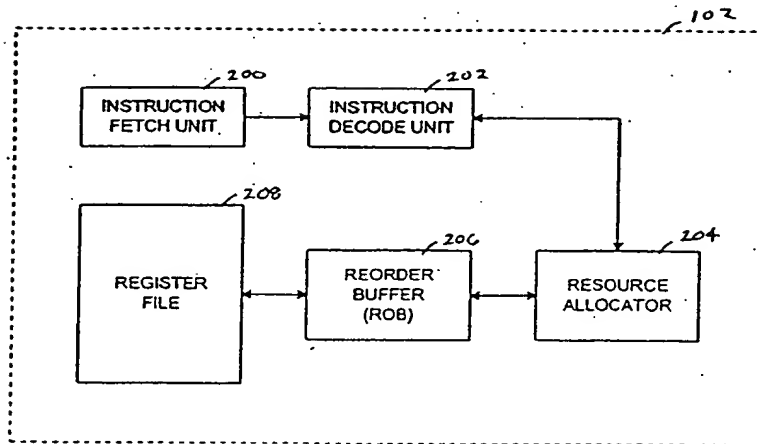 102
200
INSTRUCTION
FETCH UNIT
202
INSTRUCTION
DECODE UNIT
208
REGISTER
FILE
206
REORDER
BUFFER
(ROB)
204
RESOURCE
ALLOCATOR